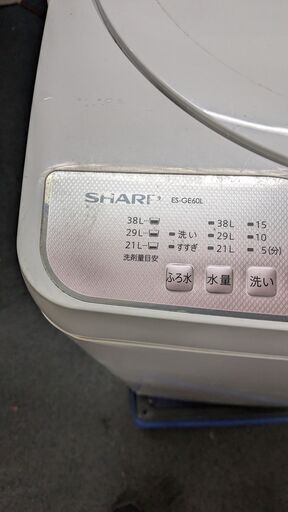 SHARP ES-GE60L
38L 38L 15
29L 洗い 29L 10
21L すすぎ 21L 5(分)
洗剤量目安
ふろ水 水量 洗い